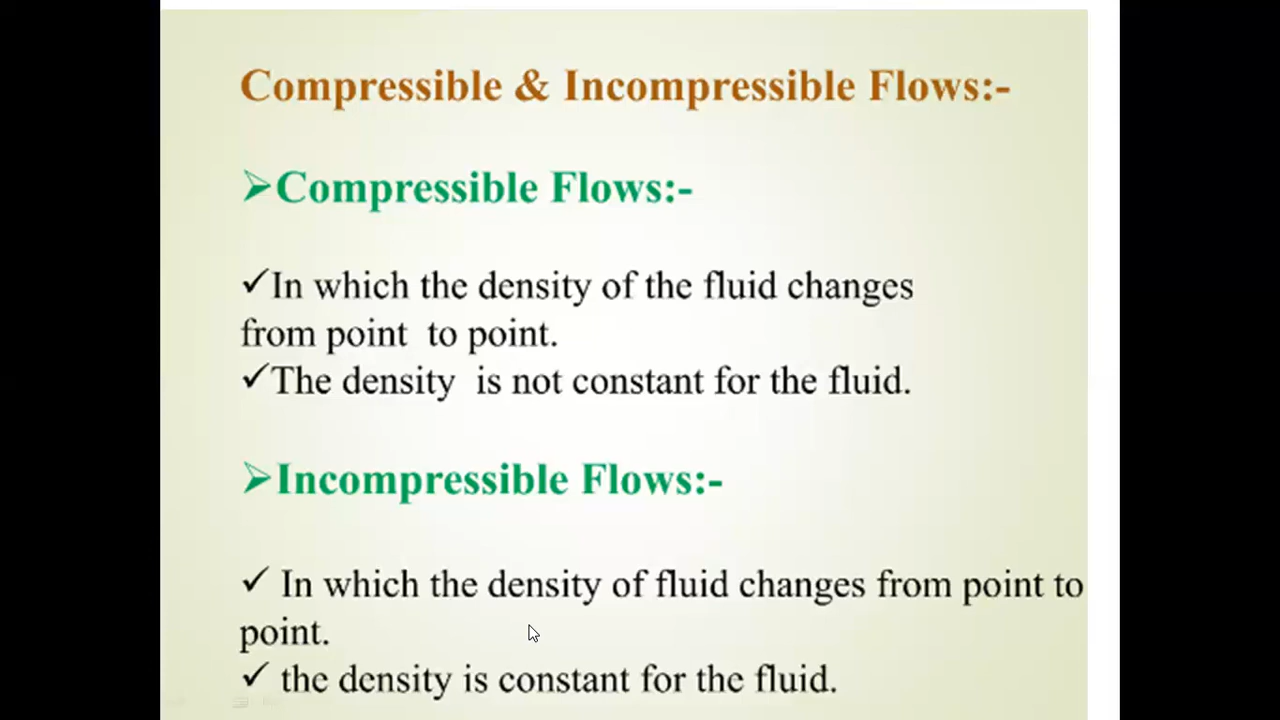 Compressible & Incompressible Flows:-
➢Compressible Flows:-
✓In which the density of the fluid changes
from point to point.
✓The density is not constant for the fluid.
➢Incompressible Flows:-
✓ In which the density of fluid changes from point to
point.
✓ the density is constant for the fluid.